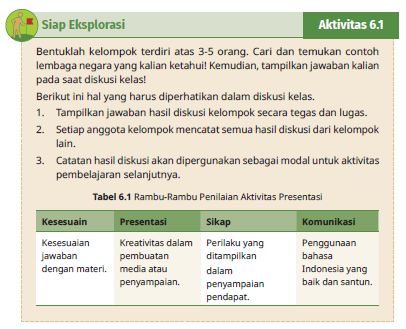 Siap Eksplorasi
Aktivitas 6.1
Bentuklah kelompok terdiri atas 3-5 orang. Cari dan temukan contoh
lembaga negara yang kalian ketahui! Kemudian, tampilkan jawaban kalian
pada saat diskusi kelas!
Berikut ini hal yang harus diperhatikan dalam diskusi kelas.
1. Tampilkan jawaban hasil diskusi kelompok secara tegas dan lugas.
2. Setiap anggota kelompok mencatat semua hasil diskusi dari kelompok
lain.
3. Catatan hasil diskusi akan dipergunakan sebagai modal untuk aktivitas
pembelajaran selanjutnya.
Tabel 6.1 Rambu-Rambu Penilaian Aktivitas Presentasi
Kesesuain
Presentasi
Sikap
Komunikasi
Kesesuaian
jawaban
dengan materi.
Kreativitas dalam
pembuatan
media atau
penyampaian.
Perilaku yang
ditampilkan
dalam
penyampaian
pendapat.
Penggunaan
bahasa
Indonesia yang
baik dan santun.